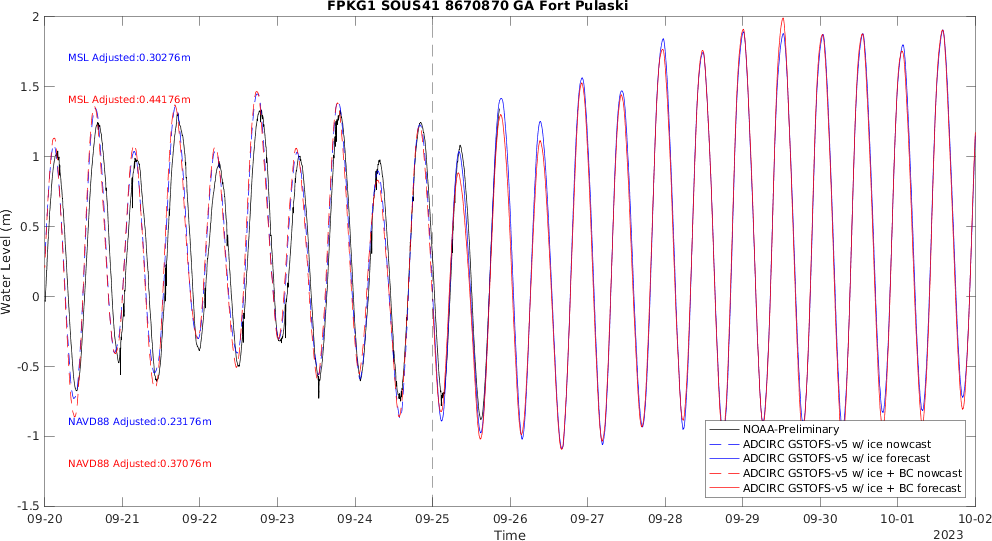 FPKG1 SOUS41 8670870 GA Fort Pulaski
2
1.5
1
0.5
0
-0.5
-1
-1.5
Water Level (m)
MSL Adjusted:0.30276m
MSL Adjusted:0.44176m
NAVD88 Adjusted:0.23176m
NAVD88 Adjusted:0.37076m
NOAA-Preliminary
ADCIRC GSTOFS-v5 w/ ice nowcast
ADCIRC GSTOFS-v5 w/ ice forecast
ADCIRC GSTOFS-v5 w/ ice + BC nowcast
ADCIRC GSTOFS-v5 w/ ice + BC forecast
09-20 09-21 09-22 09-23 09-24 09-25 09-26 09-27 09-28 09-29 09-30 10-01 10-02
Time
2023